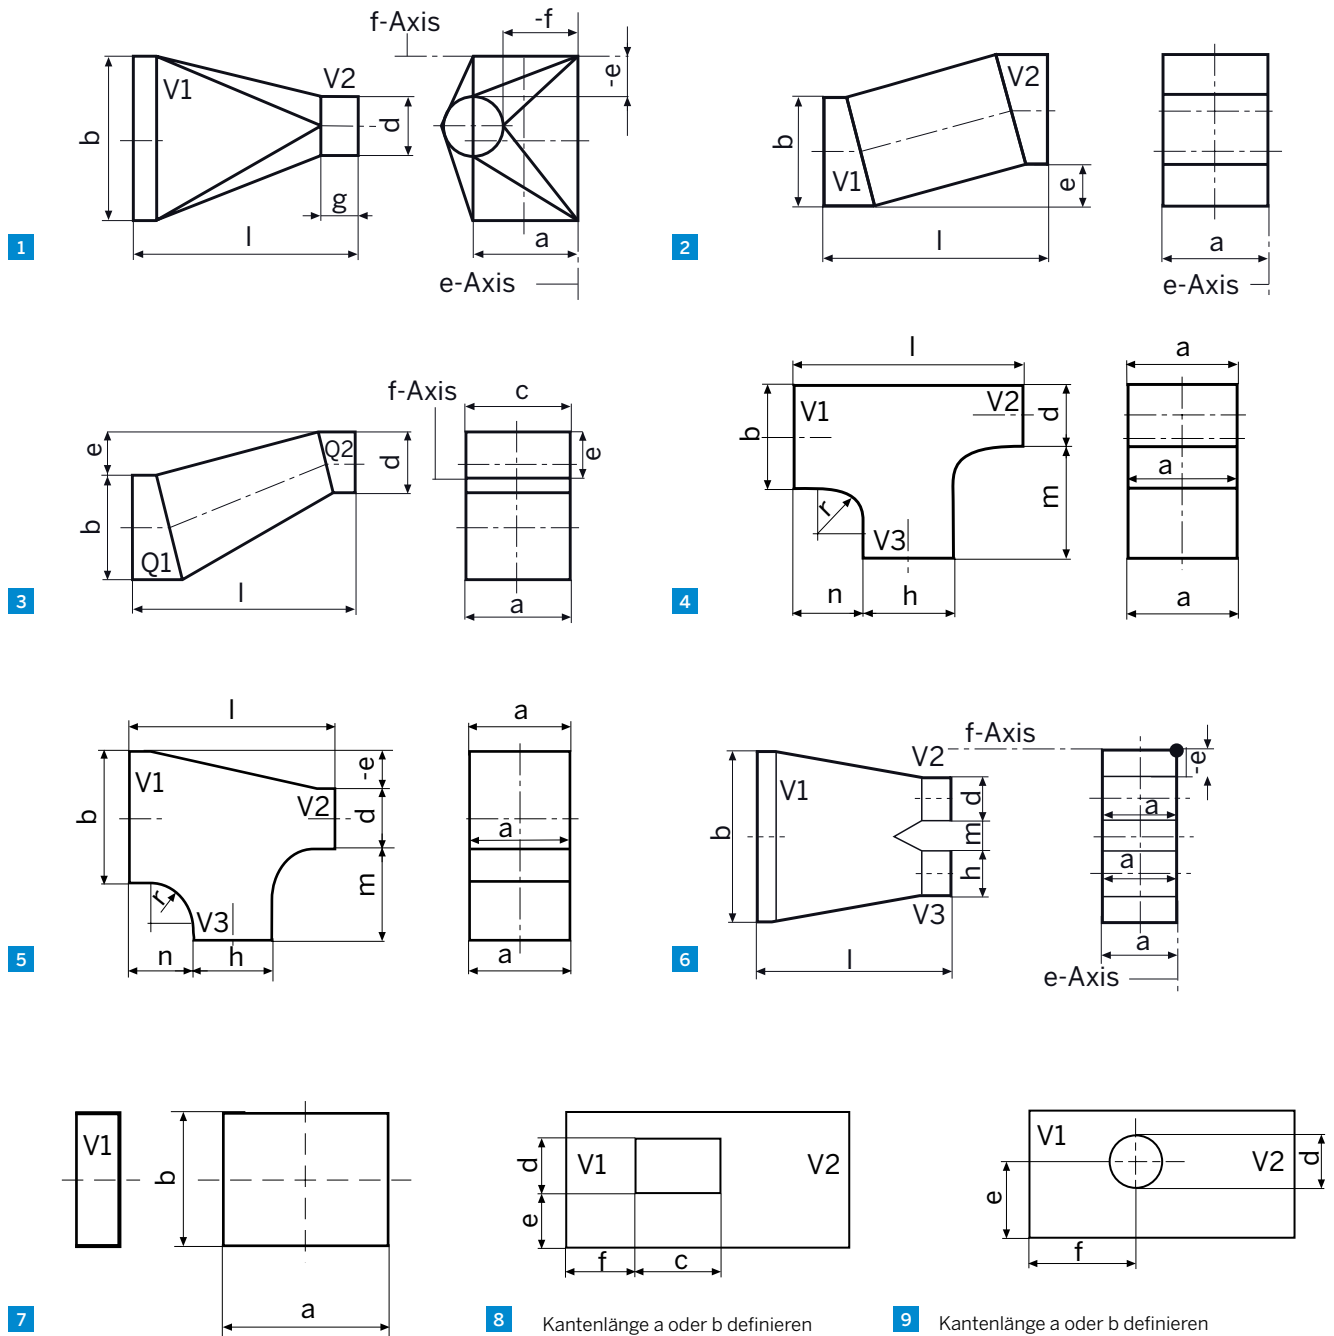 f-Axis
-f
V1
V2
-e
b
d
g
l
a
e-Axis
1
V2
b
V1
e
l
a
e-Axis
2
f-Axis
c
e
Q2
d
e
b
Q1
l
a
3
l
a
V1
V2
d
b
a
m
r
V3
n
h
a
4
l
a
V1
-e
b
V2
d
a
r
m
V3
n
h
a
5
f-Axis
V2
-e
V1
d
a
b
m
a
h
V3
l
a
e-Axis
6
V1
b
a
7
d
V1
V2
e
f
c
8
Kantenlänge a oder b definieren
V1
V2
d
e
f
9
Kantenlänge a oder b definieren